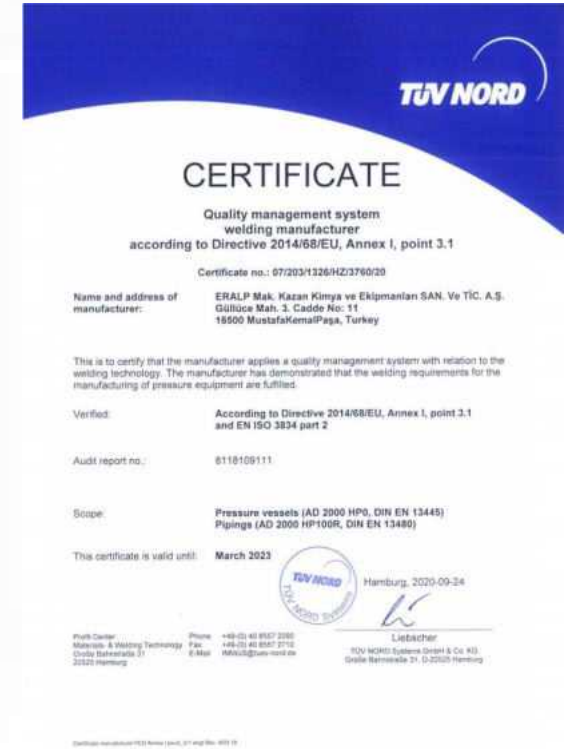 TÜV NORD
CERTIFICATE
Quality management system
welding manufacturer
according to Directive 2014/68/EU, Annex I, point 3.1
Certificate no.: 07/203/1326/HZ/3760/20
Name and address of
manufacturer:
ERALP Mak. Kazan Kimya ve Ekipmanları SAN. Ve TİC. A.Ş.
Güllüce Mah. 3. Cadde No: 11
16500 MustafaKemalPaşa, Turkey
This is to certify that the manufacturer applies a quality management system with relation to the
welding technology. The manufacturer has demonstrated that the welding requirements for the
manufacturing of pressure equipment are fulfilled.
Verified:
According to Directive 2014/68/EU, Annex I, point 3.1
and EN ISO 3834 part 2
Audit report no.:
8118109111
Scope:
Pressure vessels (AD 2000 HP0, DIN EN 13445)
Pipings (AD 2000 HP100R, DIN EN 13480)
This certificate is valid until:
March 2023
TÜV NORD
TÜV NORD Systems
Hamburg, 2020-09-24
Liebscher
Profit Center
Materials- & Welding Technology
Große Bahnstraße 31
22525 Hamburg
Phone
Fax
E-Mail
TÜV NORD Systems GmbH & Co. KG
Große Bahnstraße 31, D-22525 Hamburg